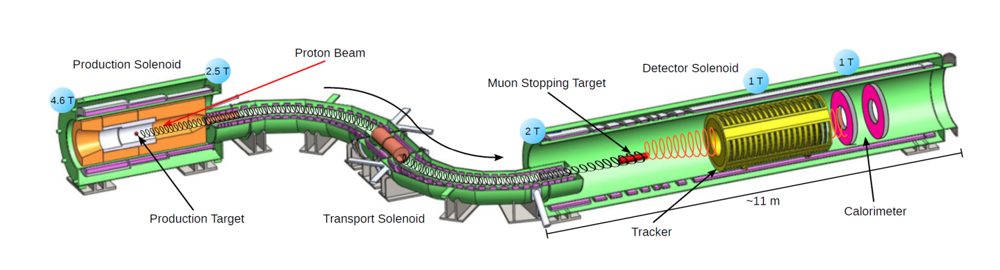 Proton Beam
Production Solenoid
2.5 T
4.6 T
Muon Stopping Target
Detector Solenoid
1 T
1 T
2 T
Production Target
Transport Solenoid
~11 m
Tracker
Calorimeter